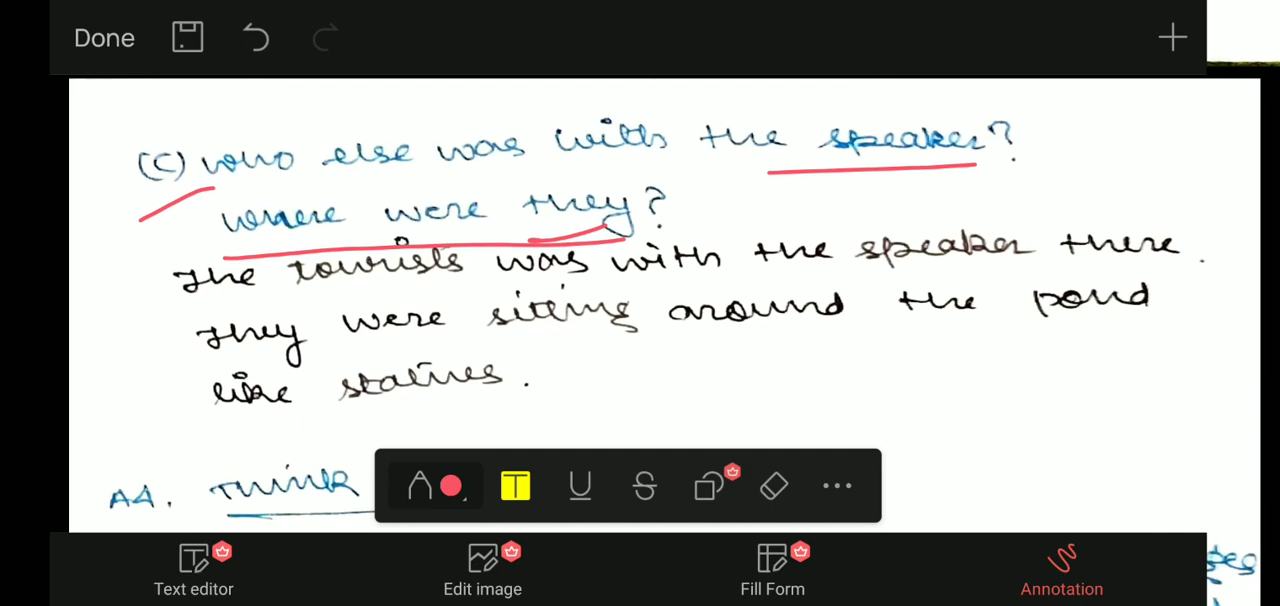 Done
(C) who else was with the speaker?
where were they?
The tourists was with the speaker there.
They were sitting around the pond
like statues.
A4. Think
Text editor
Edit image
Fill Form
Annotation